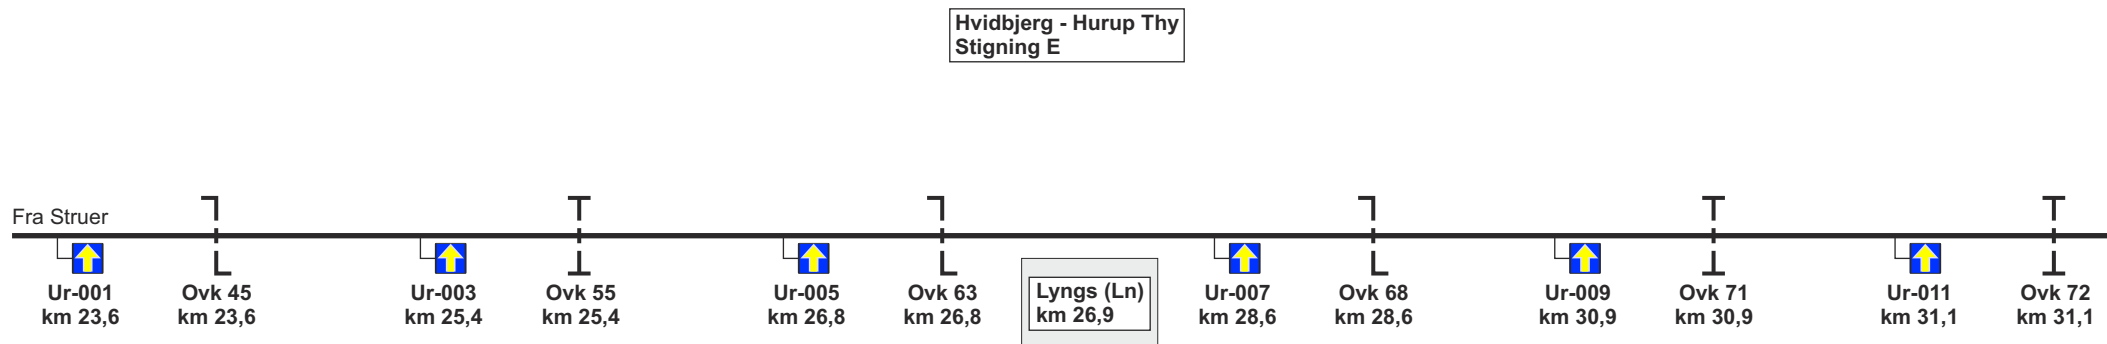 Hvidbjerg - Hurup Thy
Stigning E
Fra Struer
Ur-001
km 23,6
Ovk 45
km 23,6
Ur-003
km 25,4
Ovk 55
km 25,4
Ur-005
km 26,8
Ovk 63
km 26,8
Lyngs (Ln)
km 26,9
Ur-007
km 28,6
Ovk 68
km 28,6
Ur-009
km 30,9
Ovk 71
km 30,9
Ur-011
km 31,1
Ovk 72
km 31,1